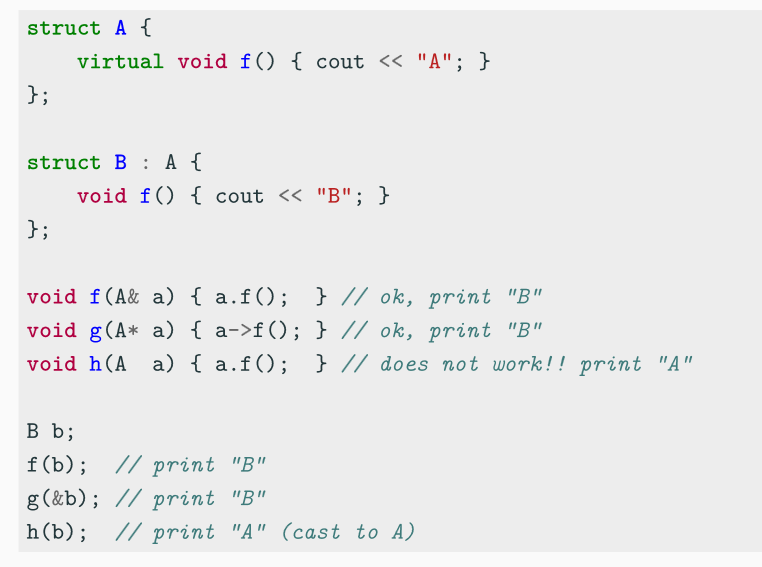 struct A {
    virtual void f() { cout << "A"; }
};

struct B : A {
    void f() { cout << "B"; }
};

void f(A& a) { a.f();  } // ok, print "B"
void g(A* a) { a->f(); } // ok, print "B"
void h(A  a) { a.f();  } // does not work!! print "A"

B b;
f(b);  // print "B"
g(&b); // print "B"
h(b);  // print "A" (cast to A)